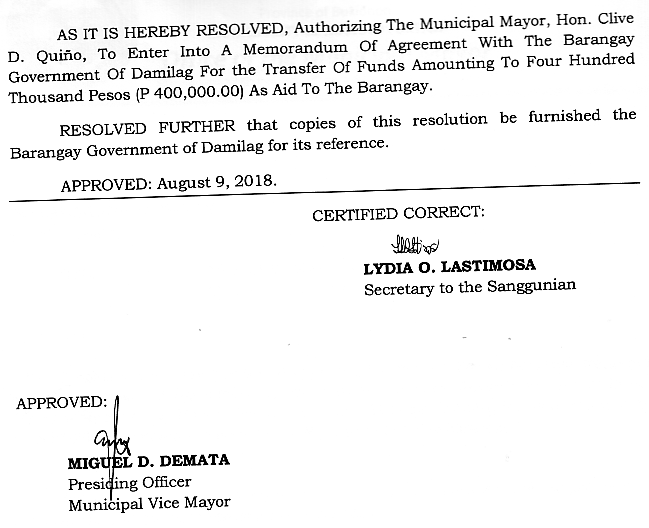 AS IT IS HEREBY RESOLVED, Authorizing The Municipal Mayor, Hon. Clive
D. Quiño, To Enter Into A Memorandum Of Agreement With The Barangay
Government Of Damilag For the Transfer Of Funds Amounting To Four Hundred
Thousand Pesos (P 400,000.00) As Aid To The Barangay.
RESOLVED FURTHER that copies of this resolution be furnished the
Barangay Government of Damilag for its reference.
APPROVED: August 9, 2018.
CERTIFIED CORRECT:
LYDIA O. LASTIMOSA
Secretary to the Sanggunian
APPROVED:
MIGUEL D. DEMATA
Presiding Officer
Municipal Vice Mayor